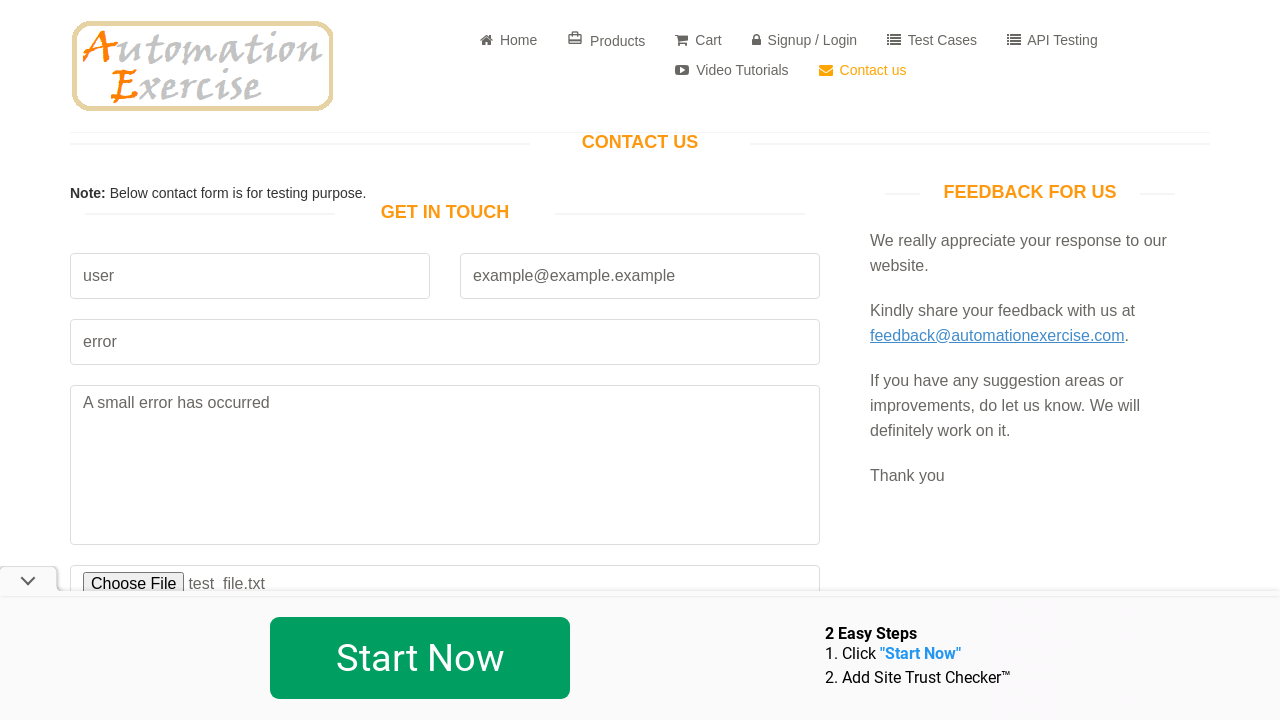 Automation
Exercise
Home
Products
Cart
Signup / Login
Test Cases
API Testing
Video Tutorials
Contact us
CONTACT US
Note: Below contact form is for testing purpose.
GET IN TOUCH
user
example@example.example
error
A small error has occurred
Choose File test_file.txt
FEEDBACK FOR US
We really appreciate your response to our
website.
Kindly share your feedback with us at
feedback@automationexercise.com.
If you have any suggestion areas or
improvements, do let us know. We will
definitely work on it.
Thank you
Start Now
2 Easy Steps
1. Click "Start Now"
2. Add Site Trust Checker™